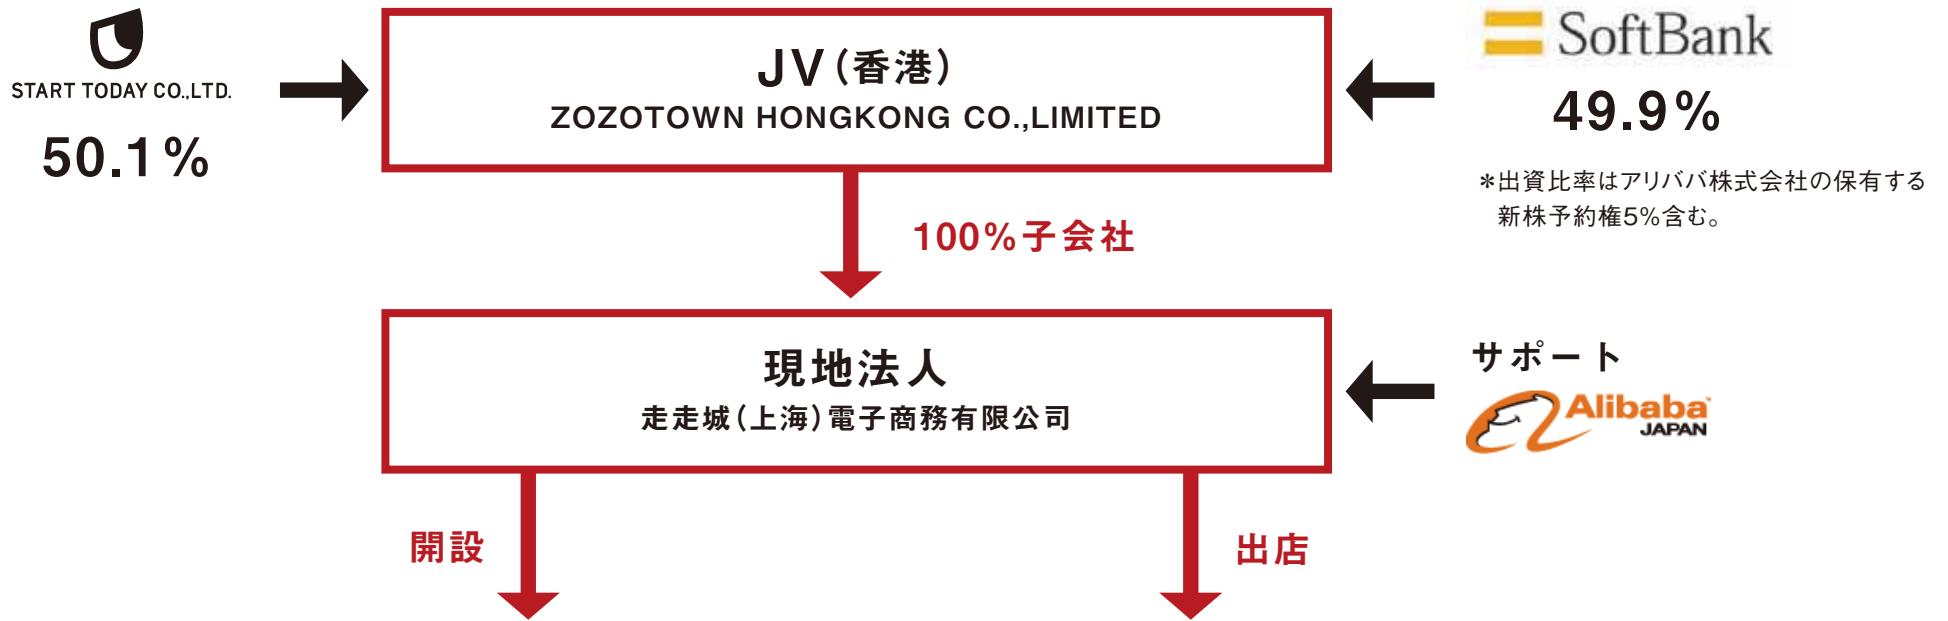 START TODAY CO.,LTD.
50.1%
JV(香港)
ZOZOTOWN HONGKONG CO.,LIMITED
SoftBank
49.9%
*出資比率はアリババ株式会社の保有する
新株予約権5%含む。
100%子会社
現地法人
走走城(上海)電子商務有限公司
サポート
Alibaba
JAPAN
開設
出店